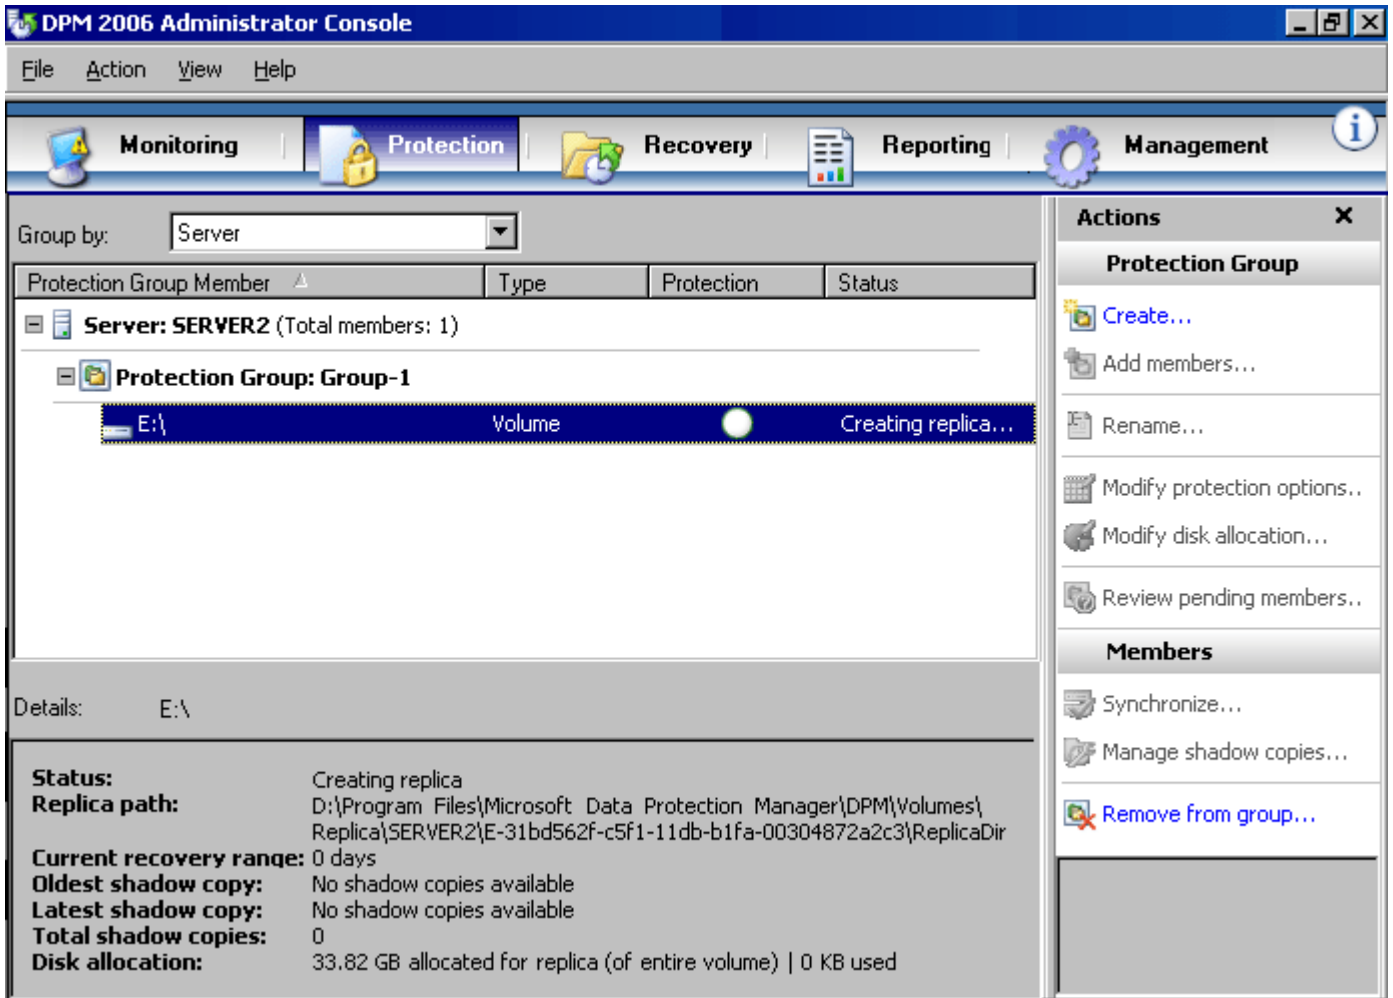 DPM 2006 Administrator Console
File Action View Help
Monitoring Protection Recovery Reporting Management
Group by: Server
Protection Group Member Type Protection Status
Server: SERVER2 (Total members: 1)
Protection Group: Group-1
E:\ Volume Creating replica...
Details: E:\
Status: Creating replica
Replica path: D:\Program Files\Microsoft Data Protection Manager\DPM\Volumes\
Replica\SERVER2\E-31bd562f-c5f1-11db-b1fa-00304872a2c3\ReplicaDir
Current recovery range: 0 days
Oldest shadow copy: No shadow copies available
Latest shadow copy: No shadow copies available
Total shadow copies: 0
Disk allocation: 33.82 GB allocated for replica (of entire volume) | 0 KB used
Actions
Protection Group
Create...
Add members...
Rename...
Modify protection options..
Modify disk allocation...
Review pending members..
Members
Synchronize...
Manage shadow copies...
Remove from group...